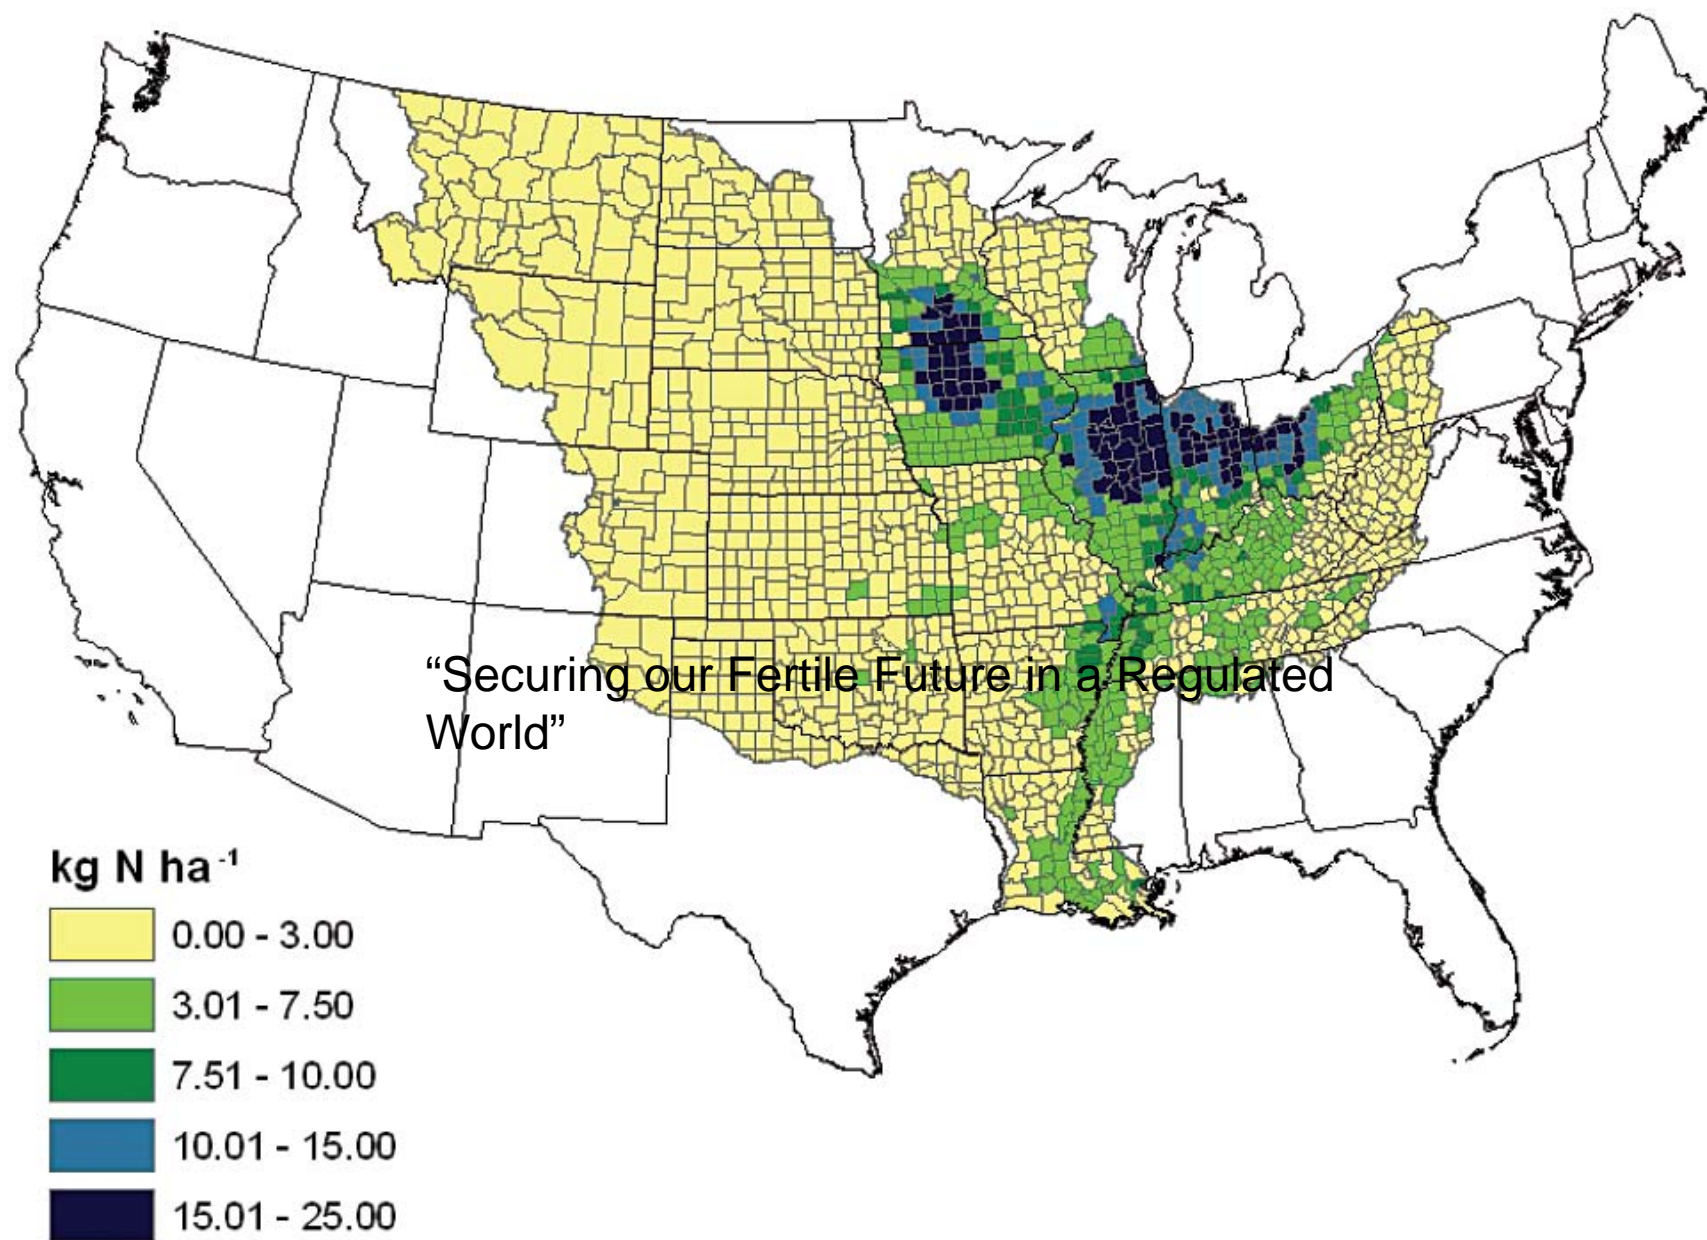 “Securing our Fertile Future in a Regulated
World”
kg N ha⁻¹
0.00 - 3.00
3.01 - 7.50
7.51 - 10.00
10.01 - 15.00
15.01 - 25.00